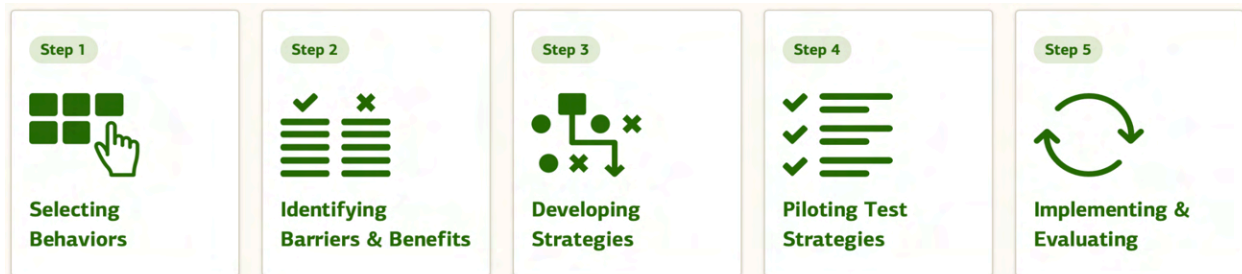 Step 1
Selecting
Behaviors
Step 2
Identifying
Barriers & Benefits
Step 3
Developing
Strategies
Step 4
Piloting Test
Strategies
Step 5
Implementing &
Evaluating